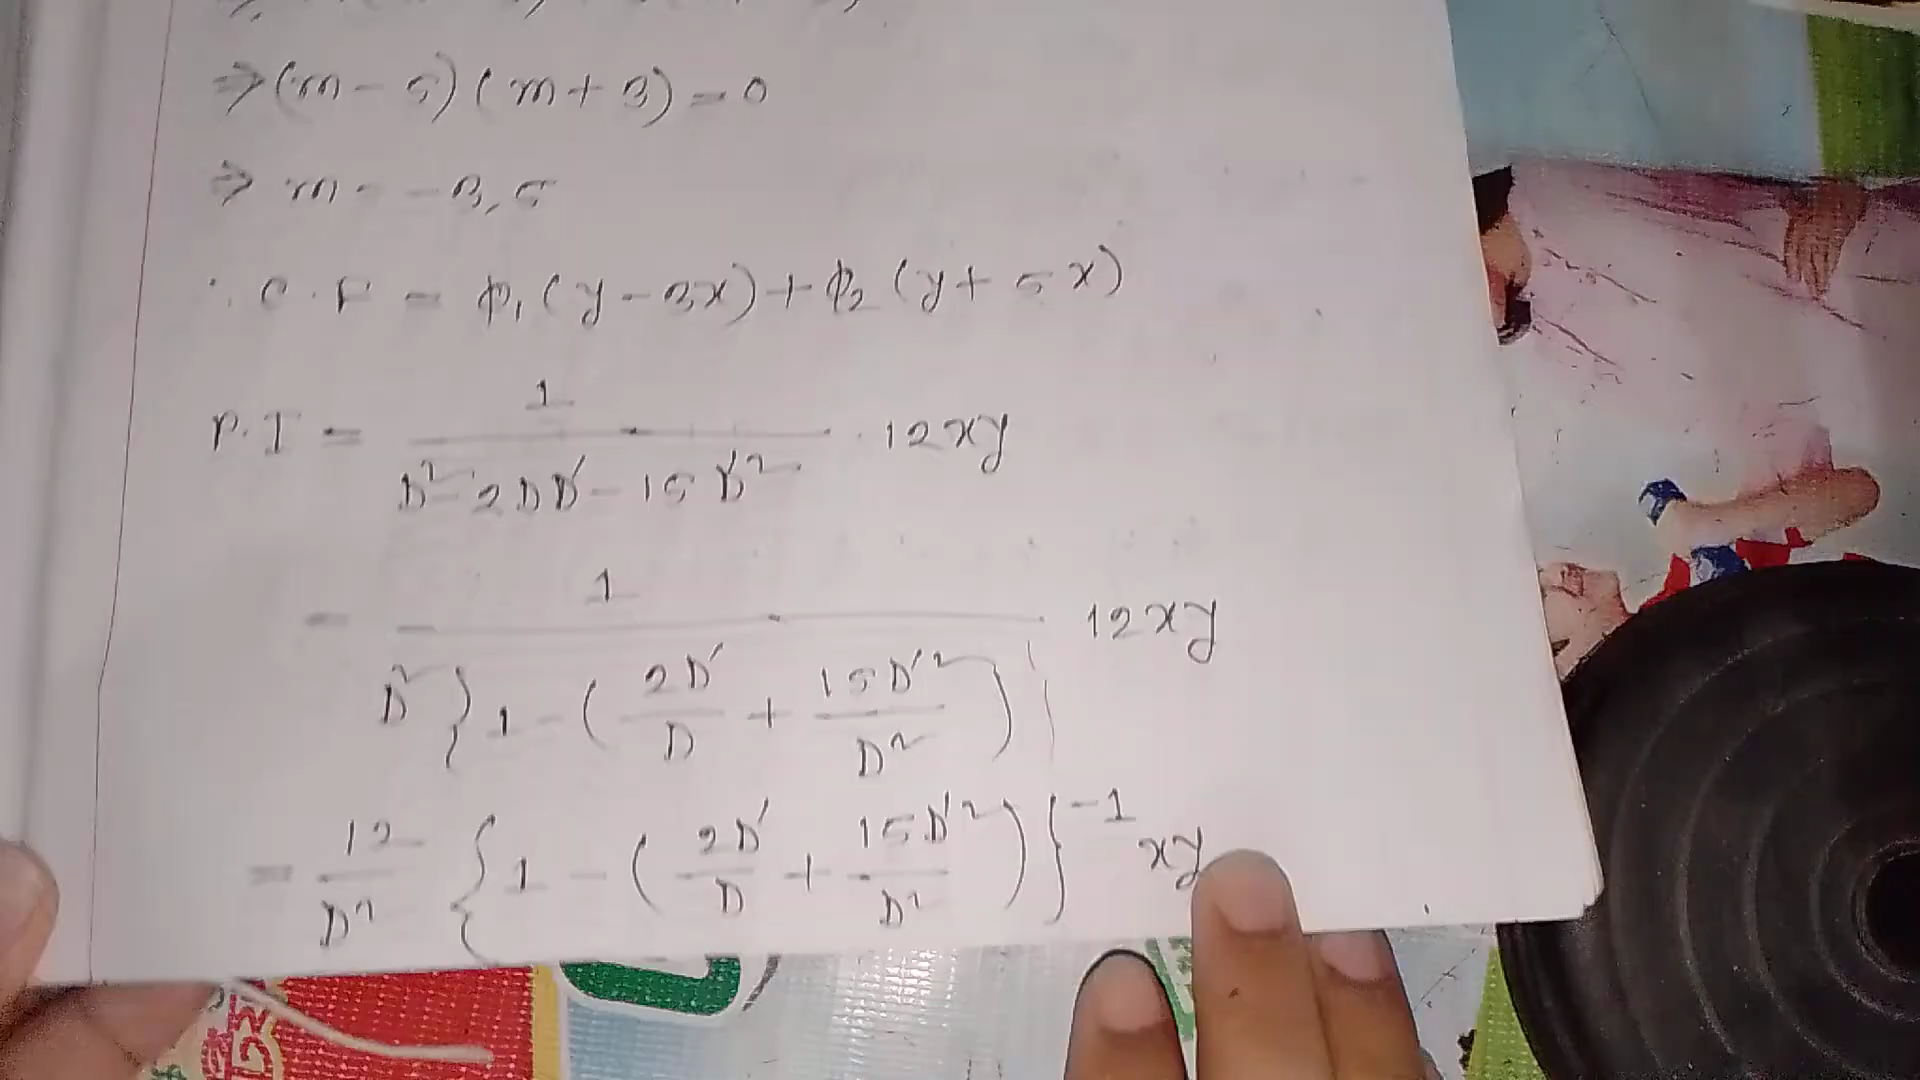 ⇒(m-5)(m+3)=0
⇒ m = -3,5
∴ C.F = φ₁(y-3x)+φ₂(y+5x)
P.I = 1/(D²-2DD'-15D'²) . 12xy
= 1/(D²{1-(2D'/D + 15D'²/D²)}) 12xy
= 12/D² {1-(2D'/D + 15D'²/D²)}⁻¹ xy